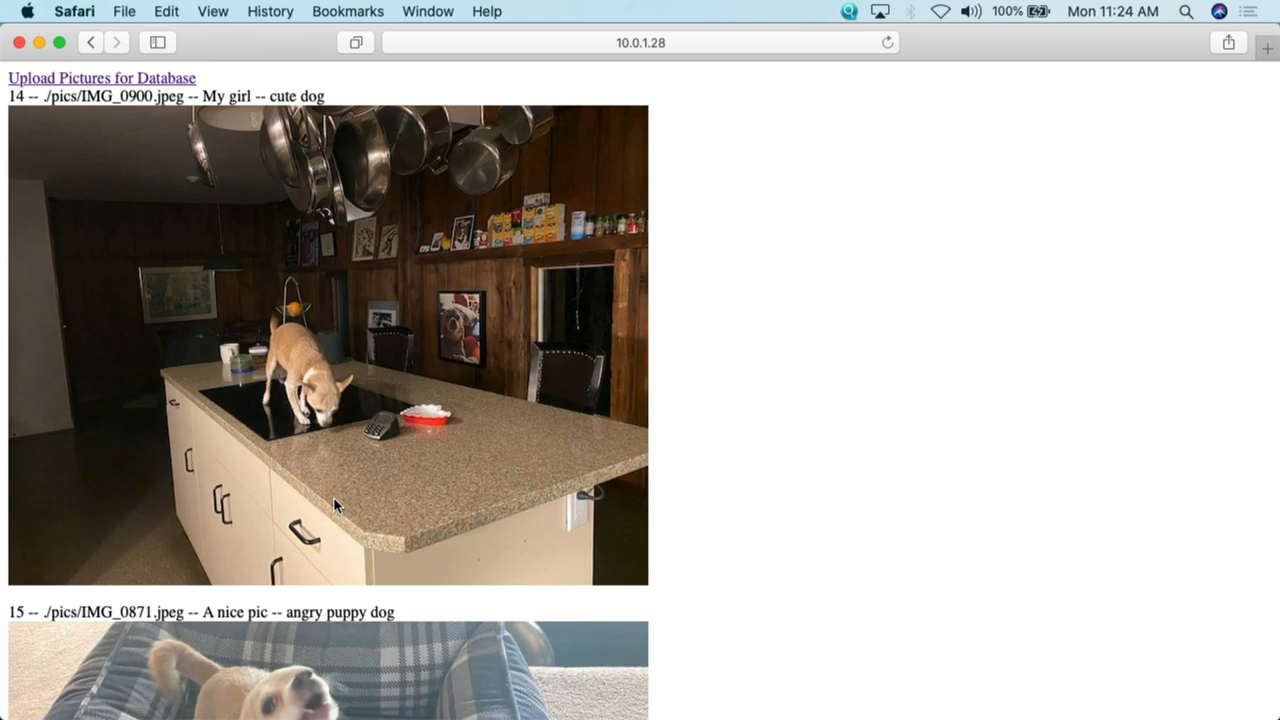 Safari File Edit View History Bookmarks Window Help 100% Mon 11:24 AM
10.0.1.28
Upload Pictures for Database
14 -- ./pics/IMG_0900.jpeg -- My girl -- cute dog
15 -- ./pics/IMG_0871.jpeg -- A nice pic -- angry puppy dog